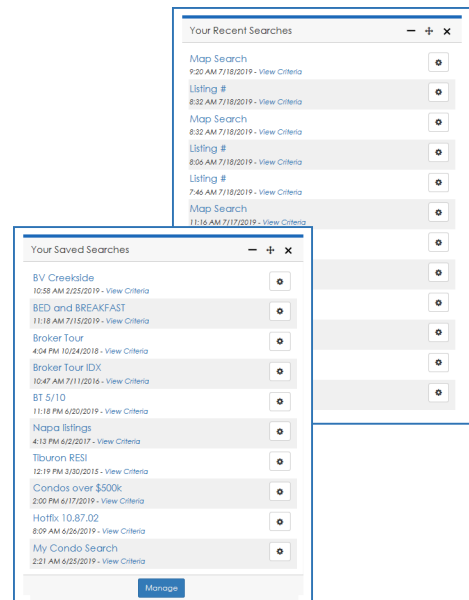 Your Recent Searches
Map Search
9:20 AM 7/18/2019 - View Criteria
Listing #
8:32 AM 7/18/2019 - View Criteria
Map Search
8:32 AM 7/18/2019 - View Criteria
Listing #
8:06 AM 7/18/2019 - View Criteria
Listing #
7:46 AM 7/18/2019 - View Criteria
Map Search
11:16 AM 7/17/2019 - View Criteria
Your Saved Searches
BV Creekside
10:58 AM 2/25/2019 - View Criteria
BED and BREAKFAST
11:18 AM 7/15/2019 - View Criteria
Broker Tour
4:04 PM 10/24/2018 - View Criteria
Broker Tour IDX
10:47 AM 7/11/2016 - View Criteria
BT 5/10
11:18 PM 6/20/2019 - View Criteria
Napa listings
4:13 PM 6/2/2017 - View Criteria
Tiburon RESI
12:19 PM 3/30/2015 - View Criteria
Condos over $500k
2:00 PM 6/17/2019 - View Criteria
Hotfix 10.87.02
8:09 AM 6/26/2019 - View Criteria
My Condo Search
2:21 AM 6/25/2019 - View Criteria
Manage